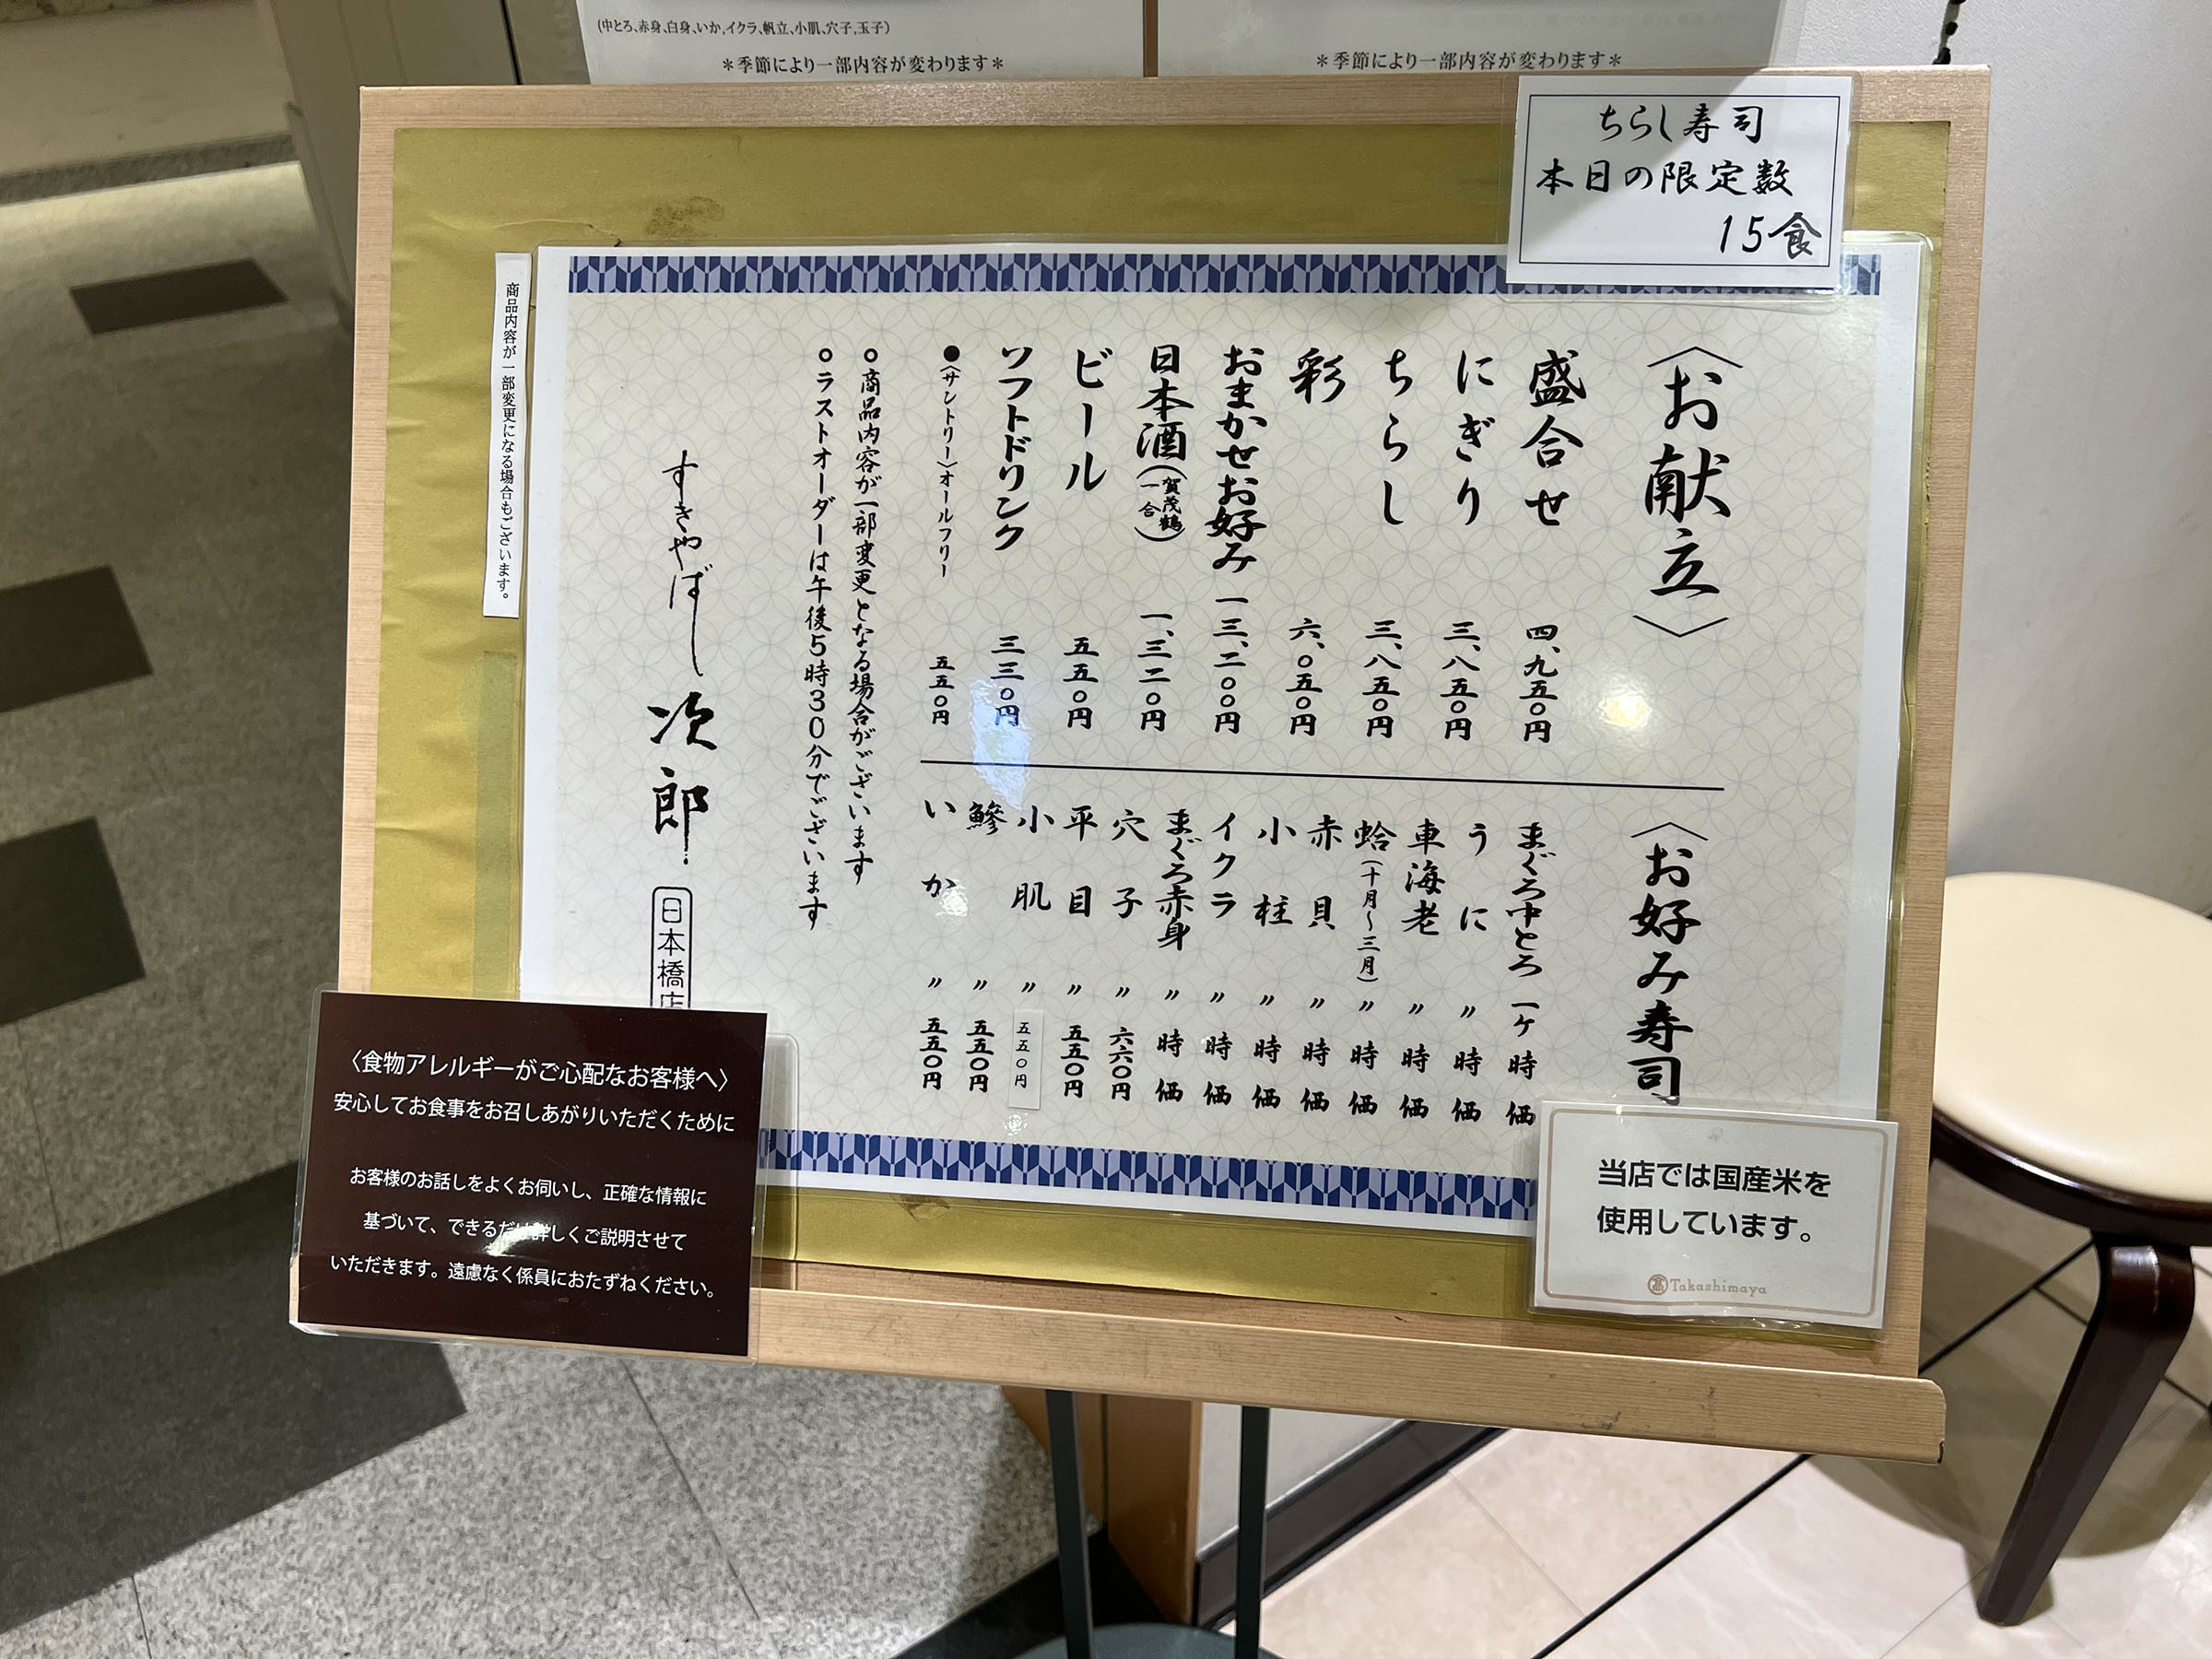 (中とろ、赤身、白身、いか、イクラ、帆立、小肌、穴子、玉子)
＊季節により一部内容が変わります＊
＊季節により一部内容が変わります＊
ちらし寿司
本日の限定数
15食
〈お献立〉
盛合せ 四、九五〇円
にぎり 三、八五〇円
ちらし 三、八五〇円
彩 六、〇五〇円
おまかせお好み 一三、二〇〇円
日本酒(賀茂鶴一合) 一、三二〇円
ビール 五五〇円
ソフトドリンク 三三〇円
●〈サントリー〉オールフリー 五五〇円
〈お好み寿司
まぐろ中とろ 一ケ 時価
うに 〃 時価
車海老 〃 時価
蛤(十月〜三月) 〃 時価
赤貝 〃 時価
小柱 〃 時価
イクラ 〃 時価
まぐろ赤身 〃 時価
穴子 〃 六六〇円
平目 〃 五五〇円
小肌 〃 五五〇円
鰺 〃 五五〇円
いか 〃 五五〇円
○商品内容が一部変更となる場合がございます
○ラストオーダーは午後5時30分でございます
すきやばし次郎 日本橋店
商品内容が一部変更になる場合もございます。
〈食物アレルギーがご心配なお客様へ〉
安心してお食事をお召しあがりいただくために
お客様のお話しをよくお伺いし、正確な情報に
基づいて、できるだけ詳しくご説明させて
いただきます。遠慮なく係員におたずねください。
当店では国産米を
使用しています。
髙 Takashimaya